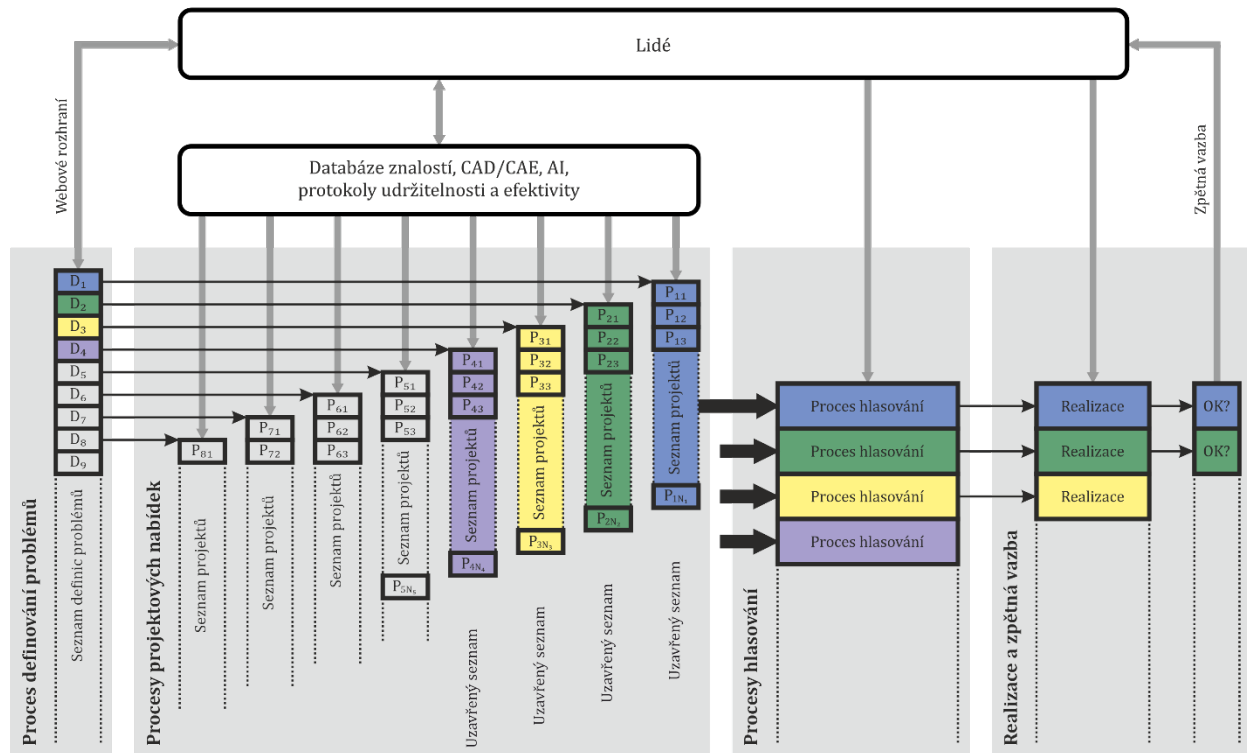 Lidé
Webové rozhraní
Zpětná vazba
Databáze znalostí, CAD/CAE, AI,
protokoly udržitelnosti a efektivity
Proces definování problémů
D₁
D₂
D₃
D₄
D₅
D₆
D₇
D₈
D₉
Seznam definic problémů
Procesy projektových nabídek
P₈₁
Seznam projektů
P₇₁
P₇₂
Seznam projektů
P₆₁
P₆₂
P₆₃
Seznam projektů
P₅₁
P₅₂
P₅₃
Seznam projektů
P₅N₅
P₄₁
P₄₂
P₄₃
Seznam projektů
P₄N₄
Uzavřený seznam
P₃₁
P₃₂
P₃₃
Seznam projektů
P₃N₃
Uzavřený seznam
P₂₁
P₂₂
P₂₃
Seznam projektů
P₂N₂
Uzavřený seznam
P₁₁
P₁₂
P₁₃
Seznam projektů
P₁N₁
Uzavřený seznam
Procesy hlasování
Proces hlasování
Proces hlasování
Proces hlasování
Proces hlasování
Realizace a zpětná vazba
Realizace
Realizace
Realizace
OK?
OK?